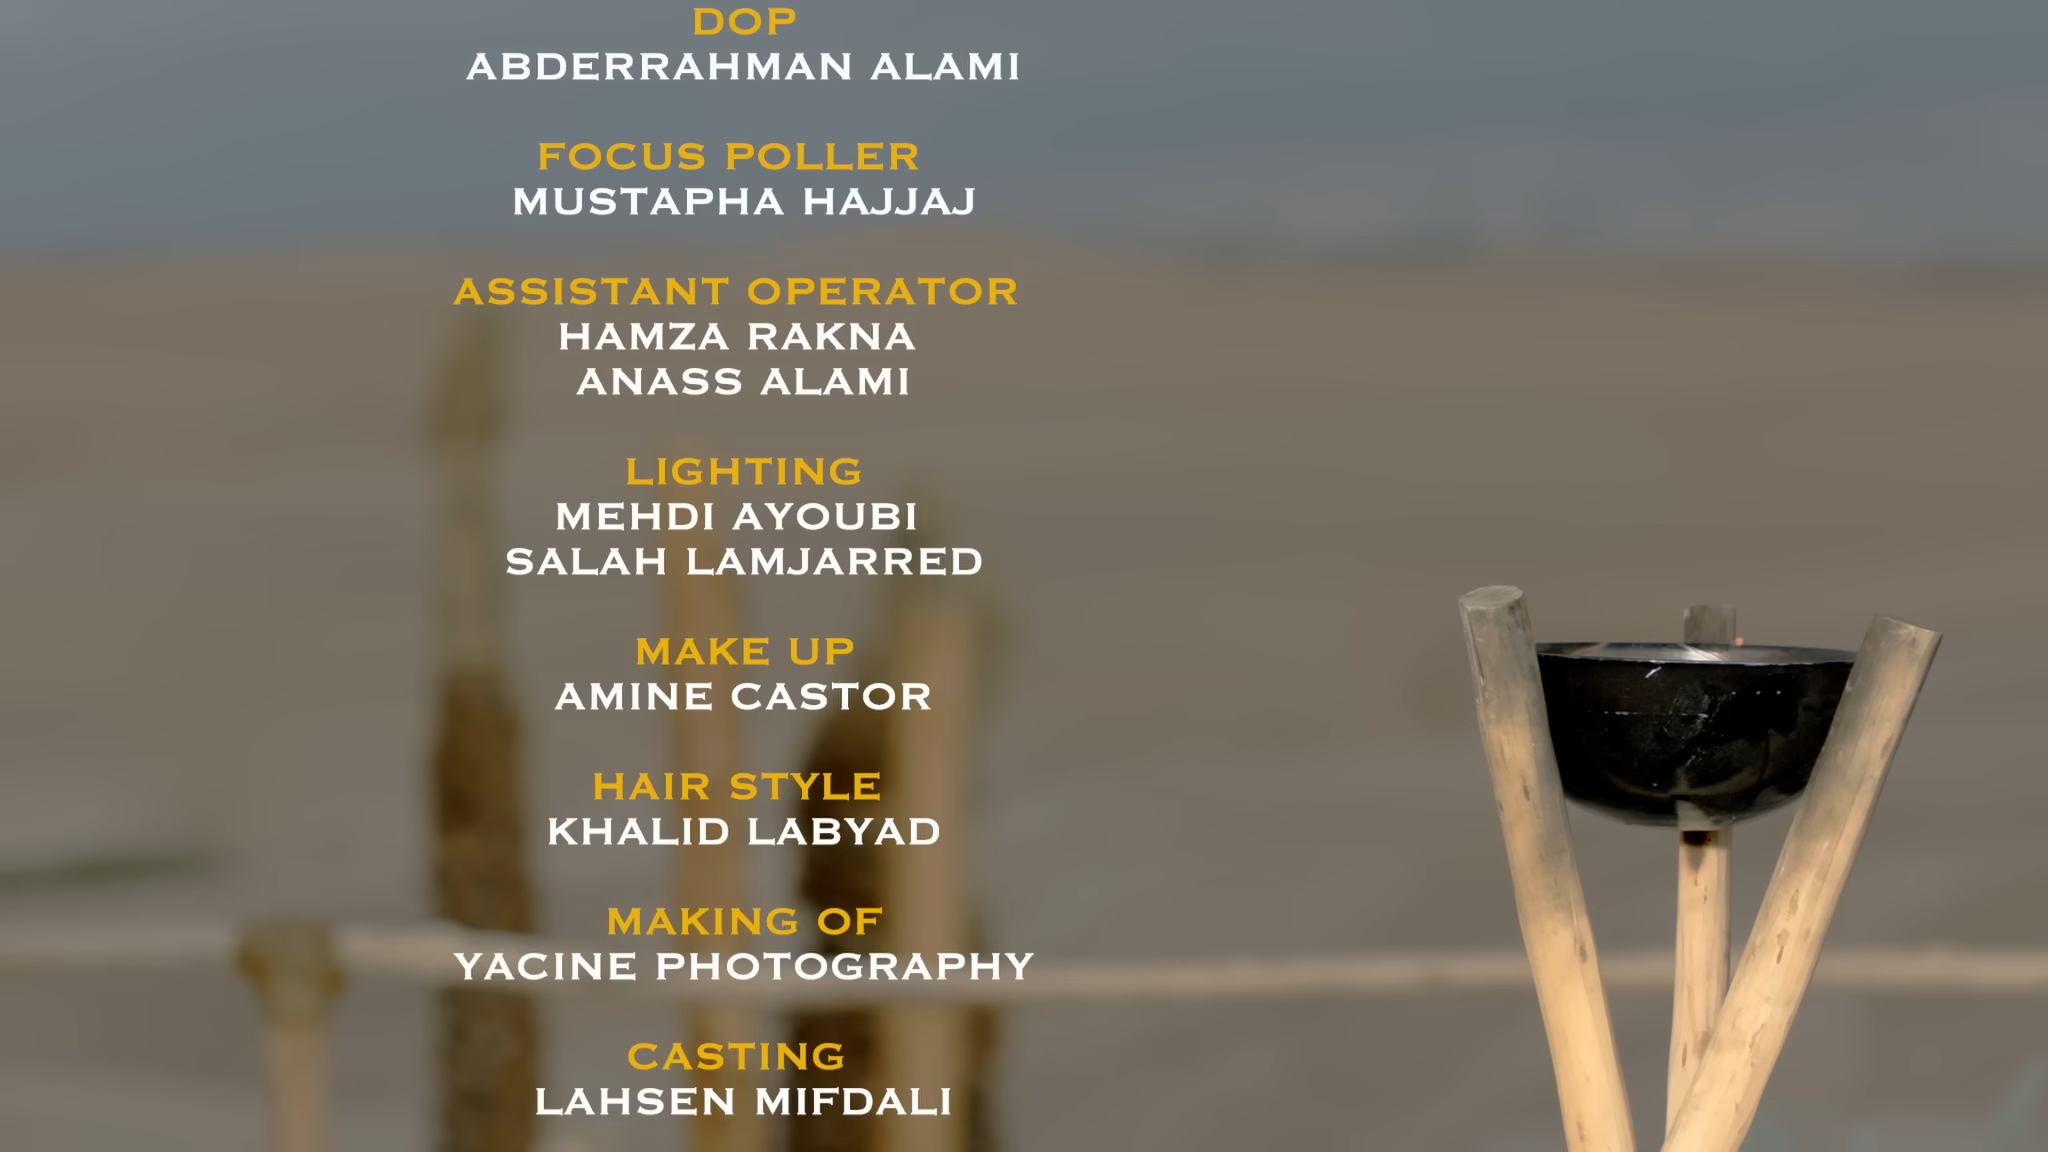 DOP
ABDERRAHMAN ALAMI
FOCUS POLLER
MUSTAPHA HAJJAJ
ASSISTANT OPERATOR
HAMZA RAKNA
ANASS ALAMI
LIGHTING
MEHDI AYOUBI
SALAH LAMJARRED
MAKE UP
AMINE CASTOR
HAIR STYLE
KHALID LABYAD
MAKING OF
YACINE PHOTOGRAPHY
CASTING
LAHSEN MIFDALI